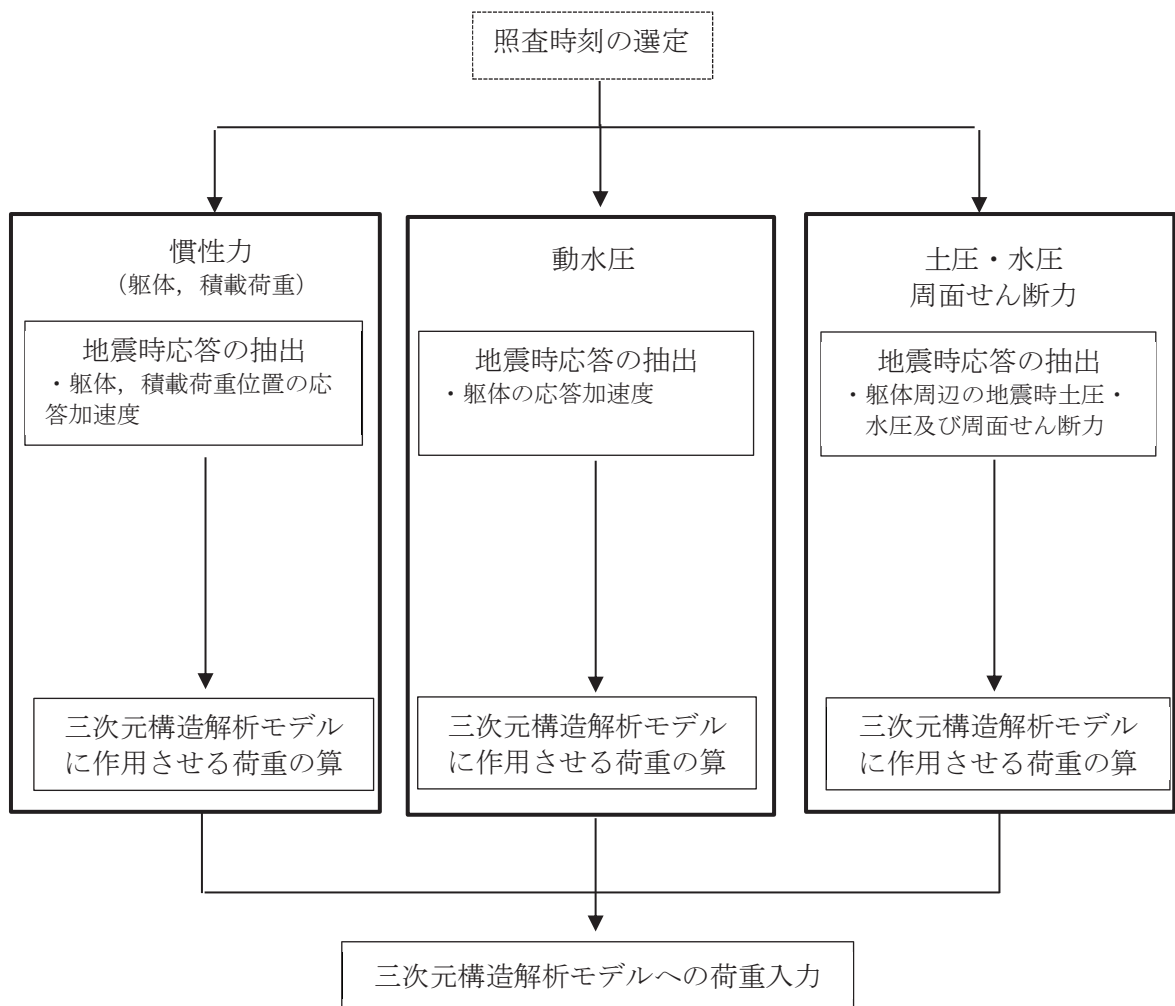 照査時刻の選定
慣性力
（躯体，積載荷重）
地震時応答の抽出
・躯体，積載荷重位置の応
答加速度
三次元構造解析モデル
に作用させる荷重の算
動水圧
地震時応答の抽出
・躯体の応答加速度
三次元構造解析モデル
に作用させる荷重の算
土圧・水圧
周面せん断力
地震時応答の抽出
・躯体周辺の地震時土圧・
水圧及び周面せん断力
三次元構造解析モデル
に作用させる荷重の算
三次元構造解析モデルへの荷重入力